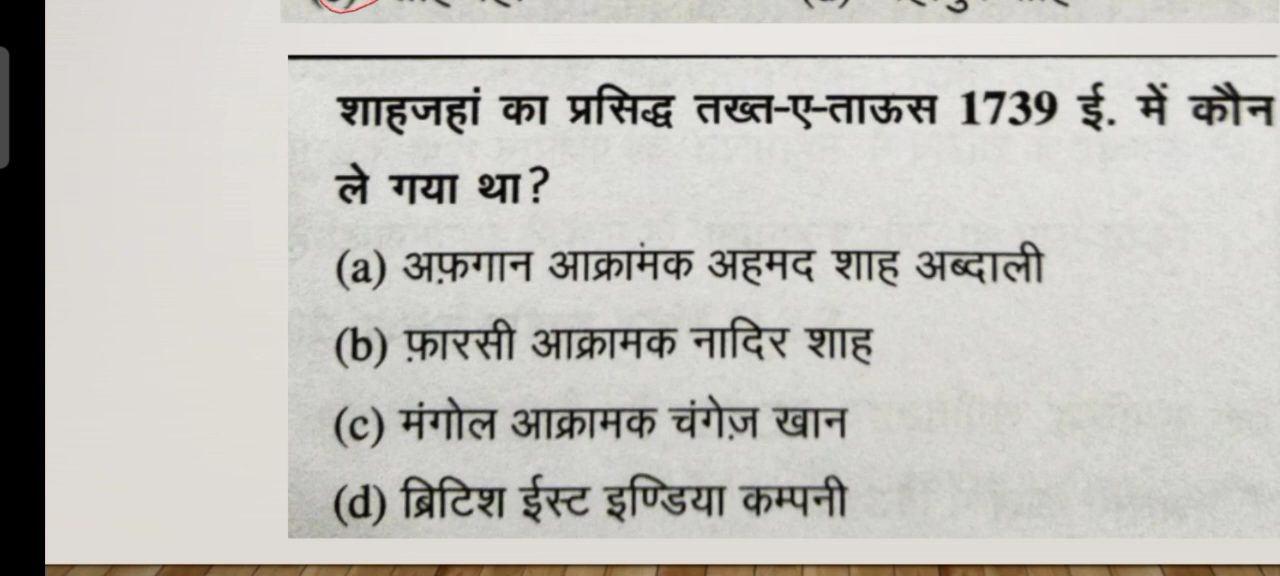 शाहजहां का प्रसिद्ध तख्त-ए-ताऊस 1739 ई. में कौन
ले गया था?
(a) अफ़गान आक्रांमक अहमद शाह अब्दाली
(b) फ़ारसी आक्रामक नादिर शाह
(c) मंगोल आक्रामक चंगेज़ खान
(d) ब्रिटिश ईस्ट इण्डिया कम्पनी